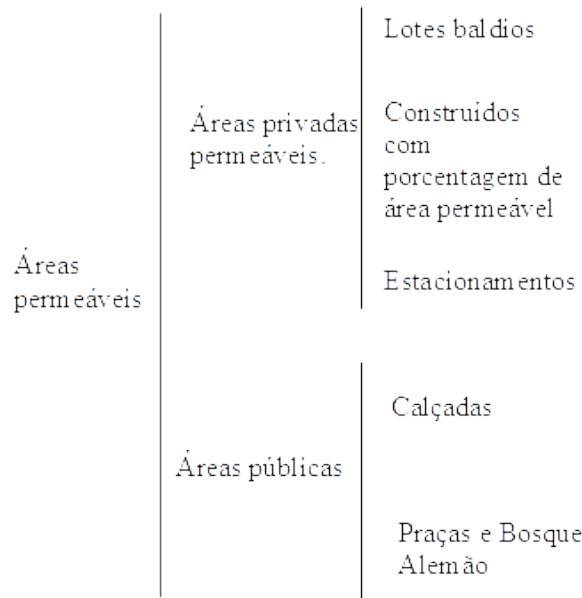 Áreas
permeáveis
Áreas privadas
permeáveis.
Lotes baldios
Construídos
com
porcentagem de
área permeável
Estacionamentos
Áreas públicas
Calçadas
Praças e Bosque
Alemão